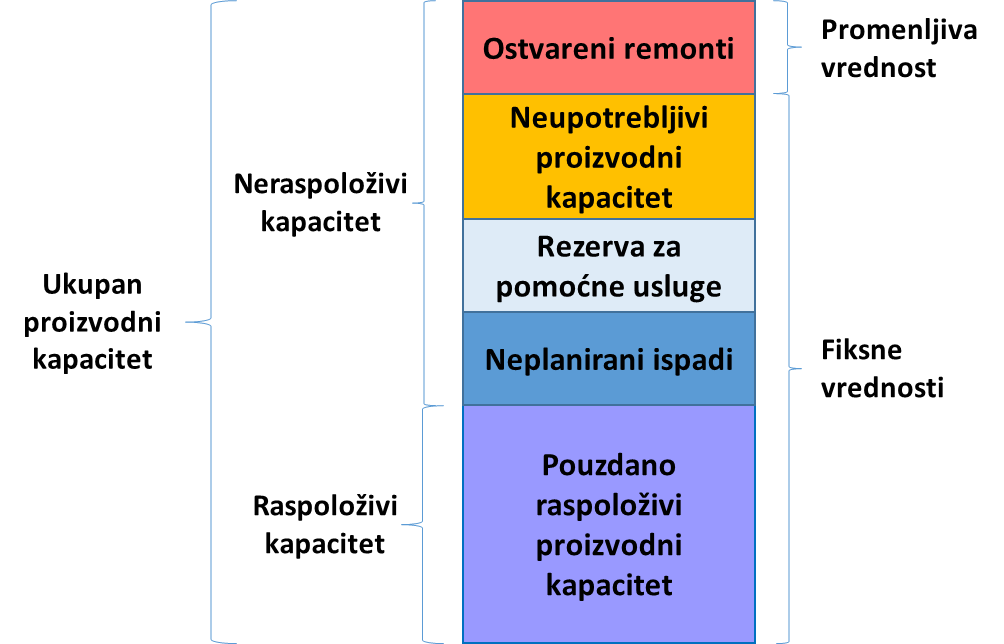 Ukupan
proizvodni
kapacitet
Neraspoloživi
kapacitet
Raspoloživi
kapacitet
Ostvareni remonti
Neupotrebljivi
proizvodni
kapacitet
Rezerva za
pomoćne usluge
Neplanirani ispadi
Pouzdano
raspoloživi
proizvodni
kapacitet
Promenljiva
vrednost
Fiksne
vrednosti